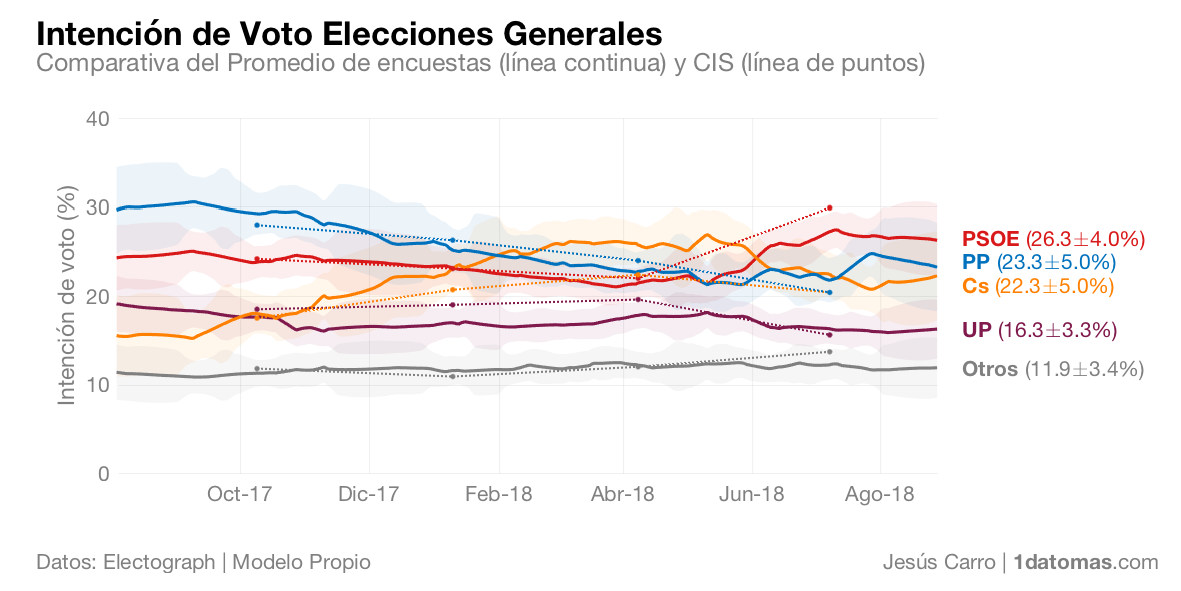 Intención de Voto Elecciones Generales
Comparativa del Promedio de encuestas (línea continua) y CIS (línea de puntos)
Intención de voto (%)
40
30
20
10
0
Oct-17 Dic-17 Feb-18 Abr-18 Jun-18 Ago-18
PSOE (26.3±4.0%)
PP (23.3±5.0%)
Cs (22.3±5.0%)
UP (16.3±3.3%)
Otros (11.9±3.4%)
Datos: Electograph | Modelo Propio
Jesús Carro | 1datomas.com